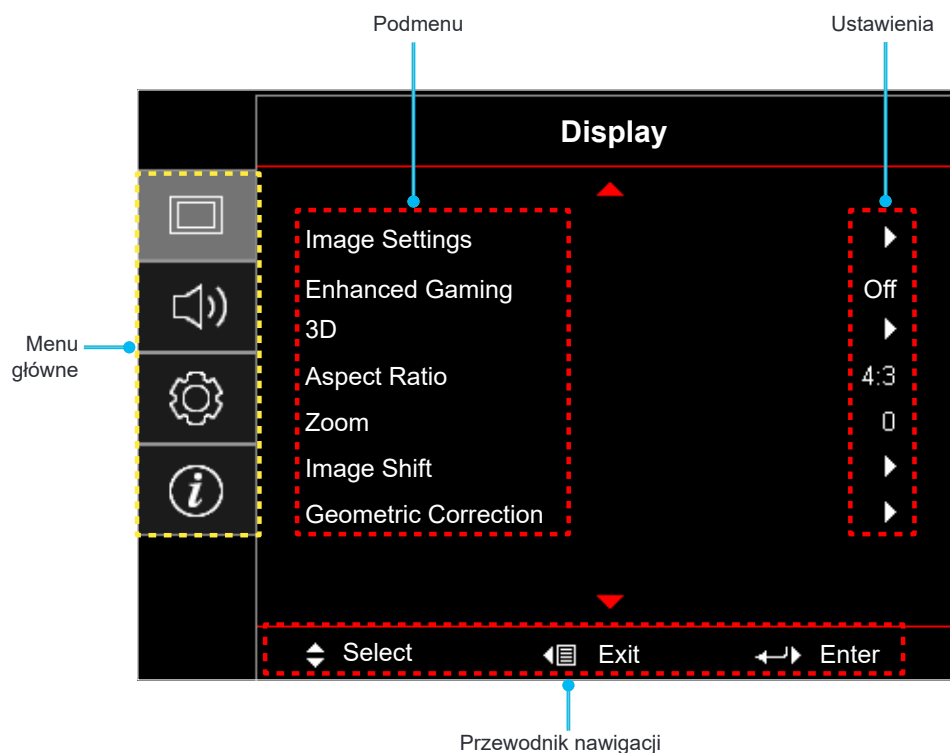 Podmenu
Ustawienia
Display
Image Settings
Enhanced Gaming Off
3D
Menu
główne
Aspect Ratio 4:3
Zoom 0
Image Shift
Geometric Correction
Select Exit Enter
Przewodnik nawigacji